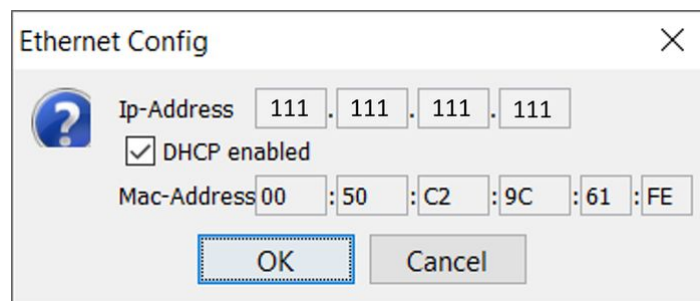 Ethernet Config
Ip-Address 111 . 111 . 111 . 111
DHCP enabled
Mac-Address 00 : 50 : C2 : 9C : 61 : FE
OK Cancel